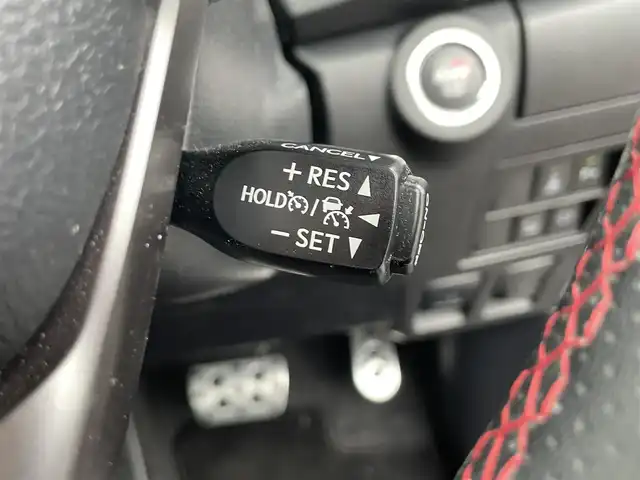 CANCEL▼
+ RES ▲
HOLD / ◀
− SET ▼